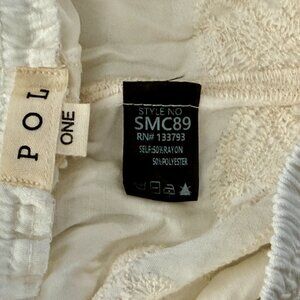 POL
ONE
STYLE NO
SMC89
RN# 133793
SELF:50%RAYON
50%POLYESTER